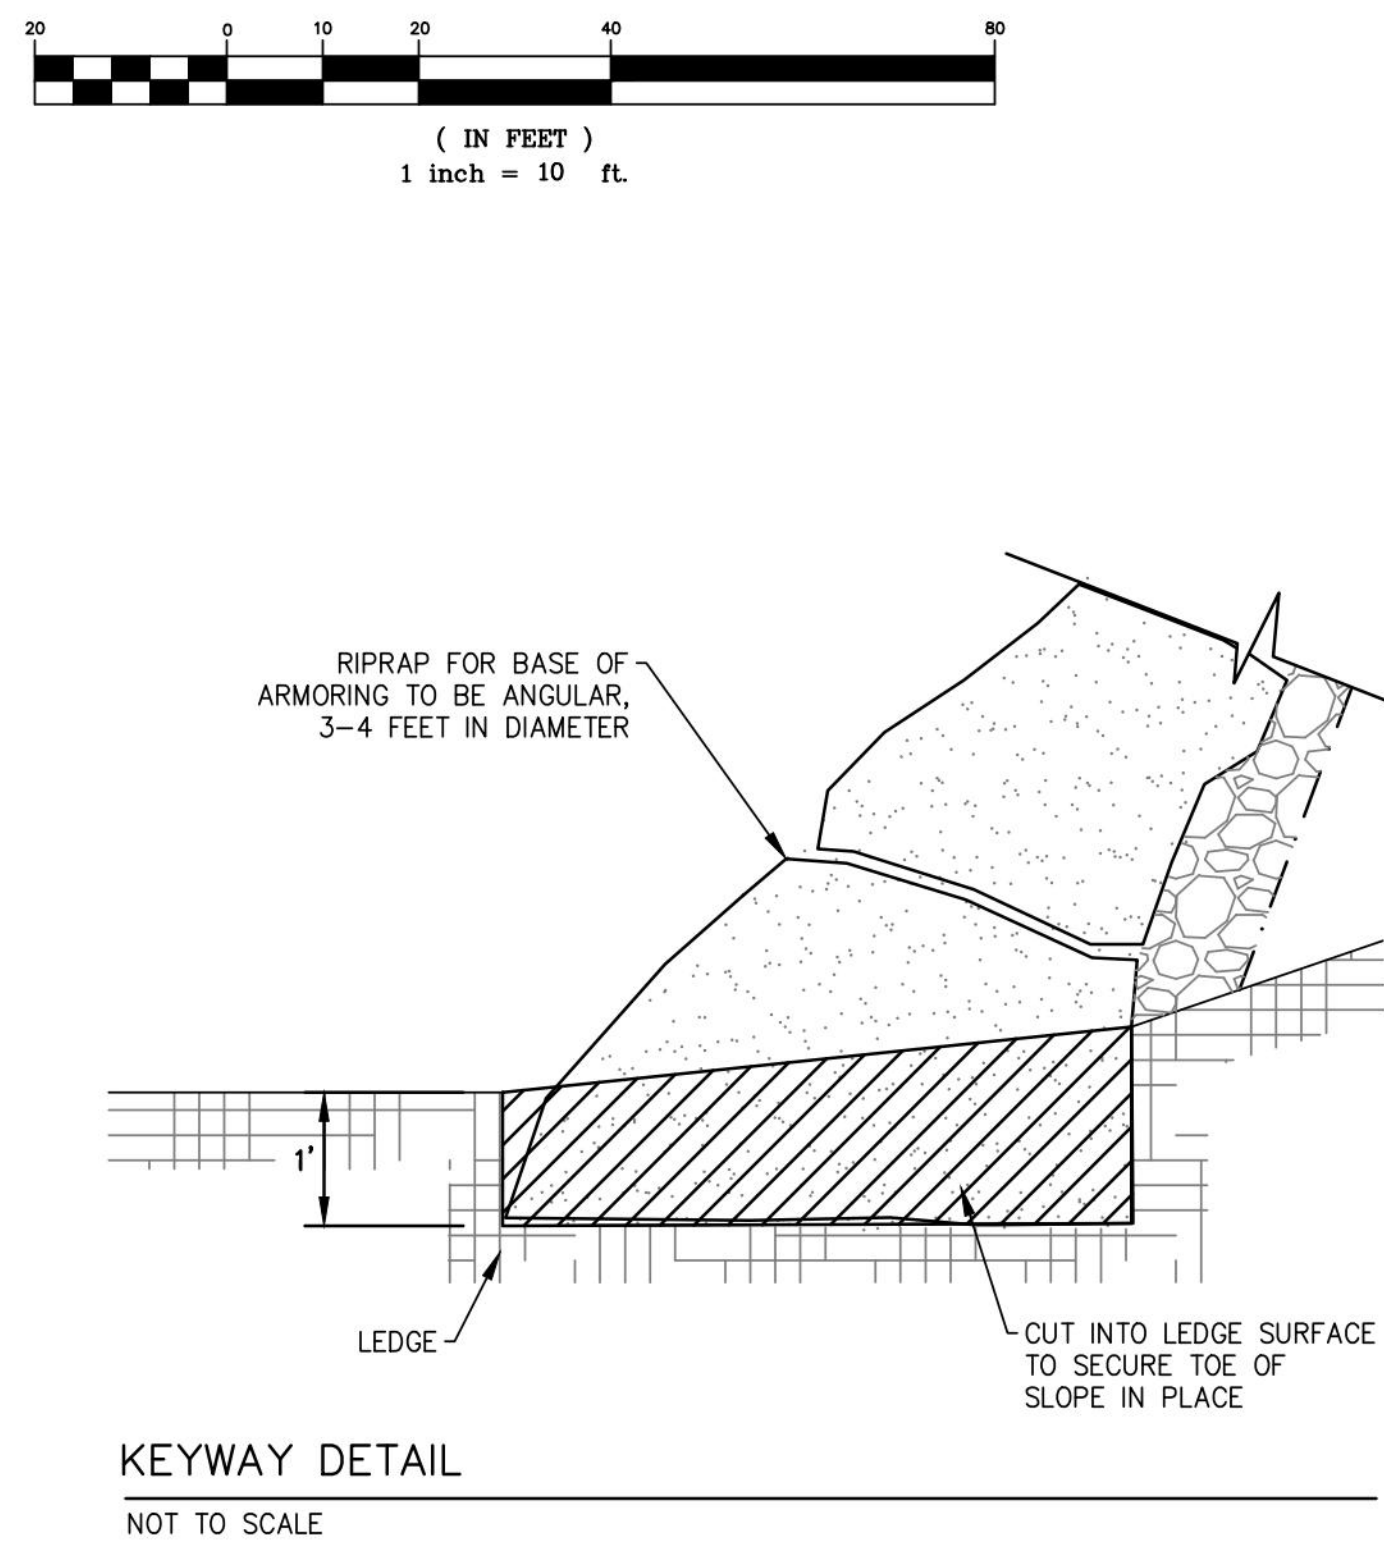 20 0 10 20 40 80
( IN FEET )
1 inch = 10 ft.
RIPRAP FOR BASE OF
ARMORING TO BE ANGULAR,
3-4 FEET IN DIAMETER
1'
LEDGE
CUT INTO LEDGE SURFACE
TO SECURE TOE OF
SLOPE IN PLACE
KEYWAY DETAIL
NOT TO SCALE